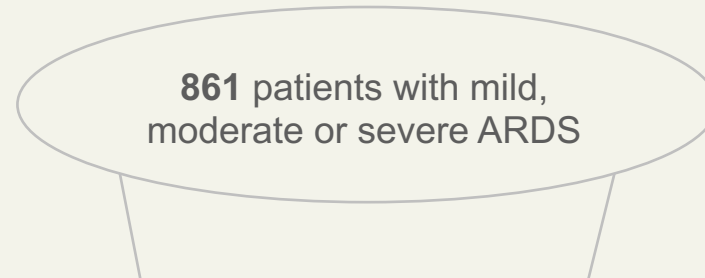 861 patients with mild,
moderate or severe ARDS